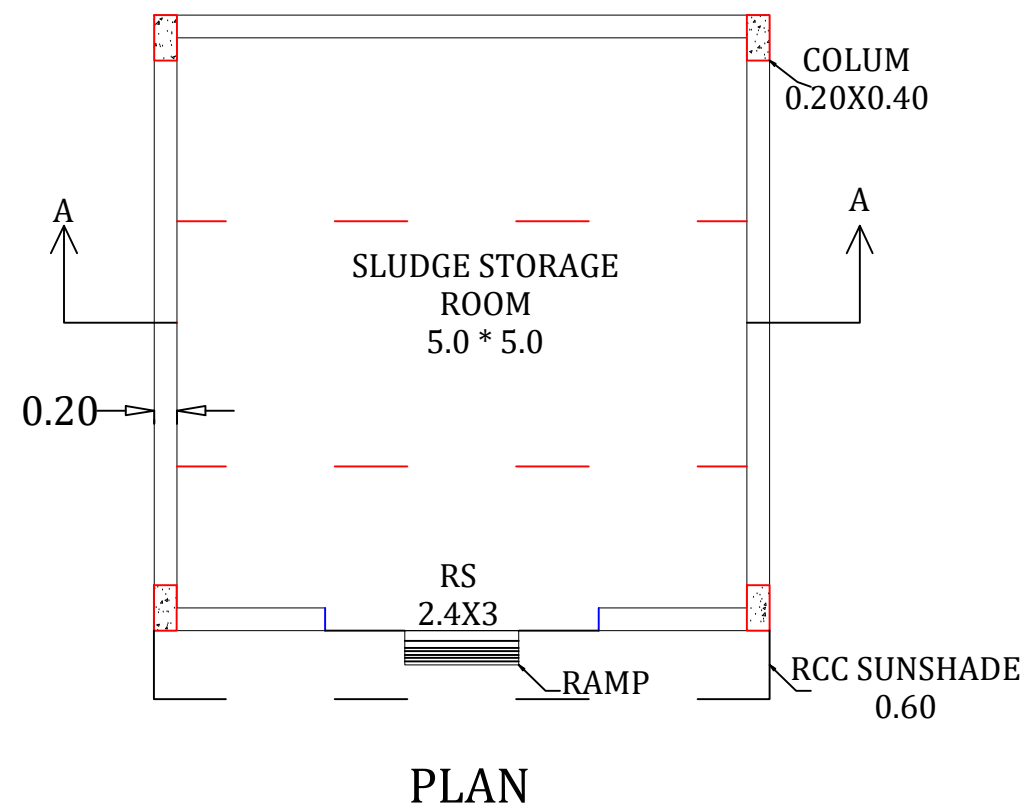 COLUM
0.20X0.40
A
A
SLUDGE STORAGE
ROOM
5.0 * 5.0
0.20
RS
2.4X3
RAMP
RCC SUNSHADE
0.60
PLAN